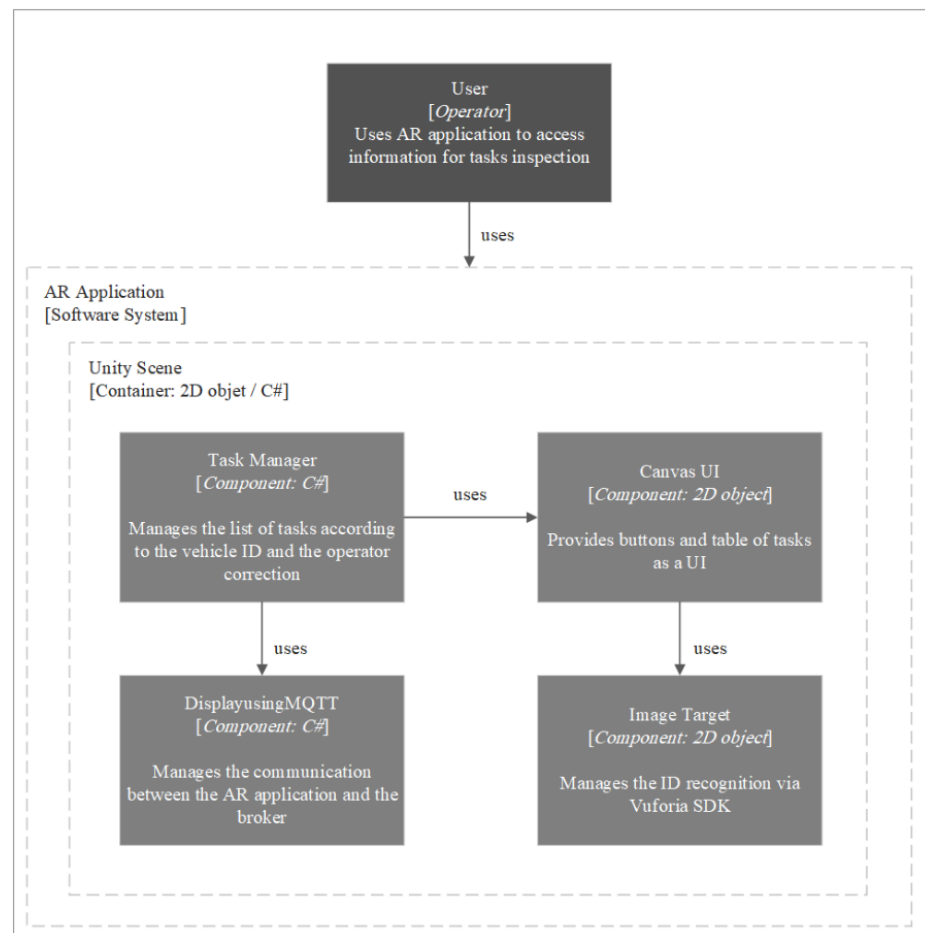 User
[Operator]
Uses AR application to access
information for tasks inspection
uses
AR Application
[Software System]
Unity Scene
[Container: 2D objet / C#]
Task Manager
[Component: C#]
Manages the list of tasks according
to the vehicle ID and the operator
correction
uses
Canvas UI
[Component: 2D object]
Provides buttons and table of tasks
as a UI
uses
uses
DisplayusingMQTT
[Component: C#]
Manages the communication
between the AR application and the
broker
Image Target
[Component: 2D object]
Manages the ID recognition via
Vuforia SDK